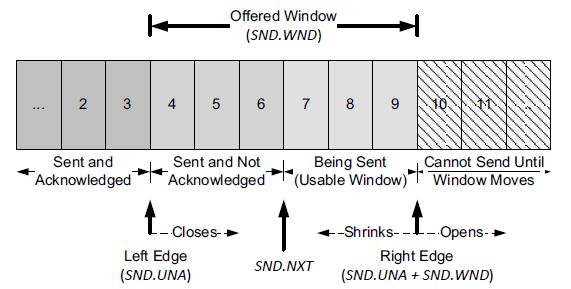 Offered Window
(SND.WND)
... 2 3 4 5 6 7 8 9 10 11 ...
Sent and
Acknowledged
Sent and Not
Acknowledged
Being Sent
(Usable Window)
Cannot Send Until
Window Moves
Closes
Shrinks
Opens
Left Edge
(SND.UNA)
SND.NXT
Right Edge
(SND.UNA + SND.WND)